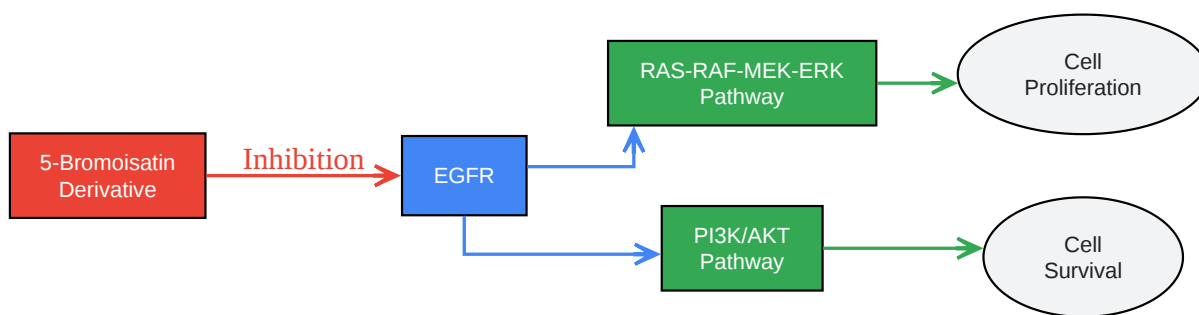 5-Bromoisatin
Derivative
Inhibition
EGFR
RAS-RAF-MEK-ERK
Pathway
Cell
Proliferation
PI3K/AKT
Pathway
Cell
Survival